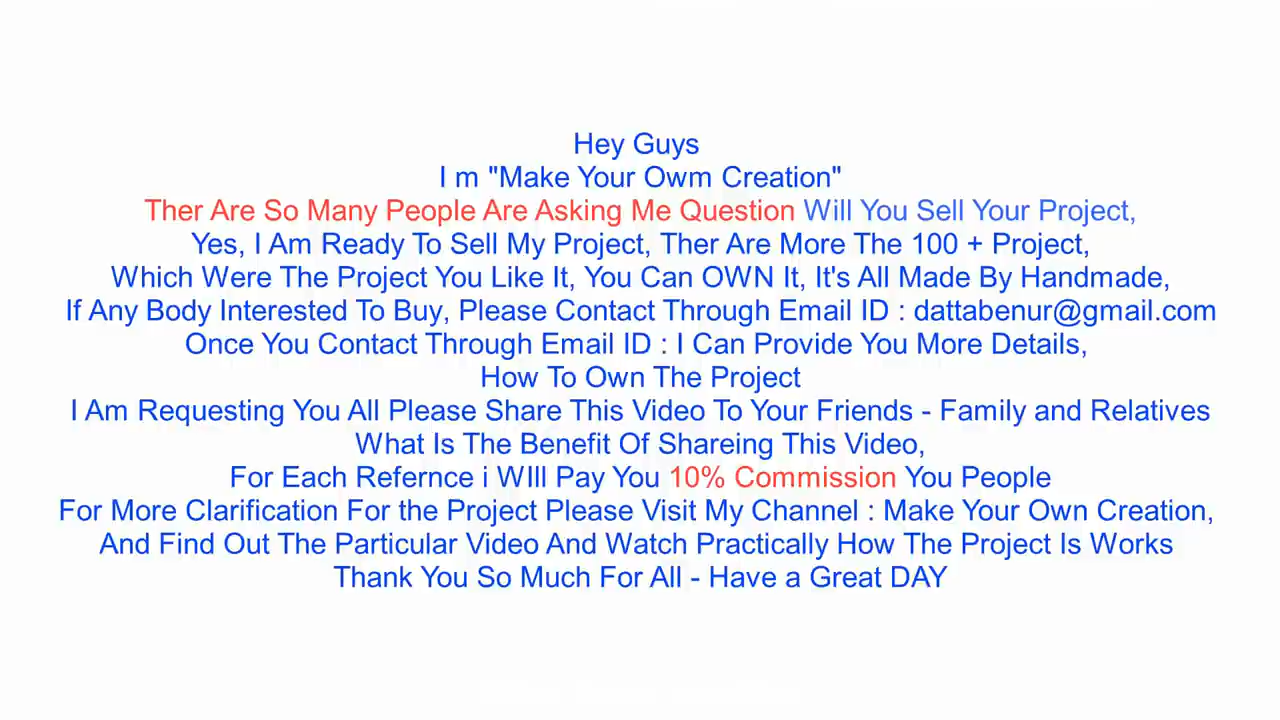 Hey Guys
I m "Make Your Owm Creation"
Ther Are So Many People Are Asking Me Question Will You Sell Your Project,
Yes, I Am Ready To Sell My Project, Ther Are More The 100 + Project,
Which Were The Project You Like It, You Can OWN It, It's All Made By Handmade,
If Any Body Interested To Buy, Please Contact Through Email ID : dattabenur@gmail.com
Once You Contact Through Email ID : I Can Provide You More Details,
How To Own The Project
I Am Requesting You All Please Share This Video To Your Friends - Family and Relatives
What Is The Benefit Of Shareing This Video,
For Each Refernce i WIll Pay You 10% Commission You People
For More Clarification For the Project Please Visit My Channel : Make Your Own Creation,
And Find Out The Particular Video And Watch Practically How The Project Is Works
Thank You So Much For All - Have a Great DAY